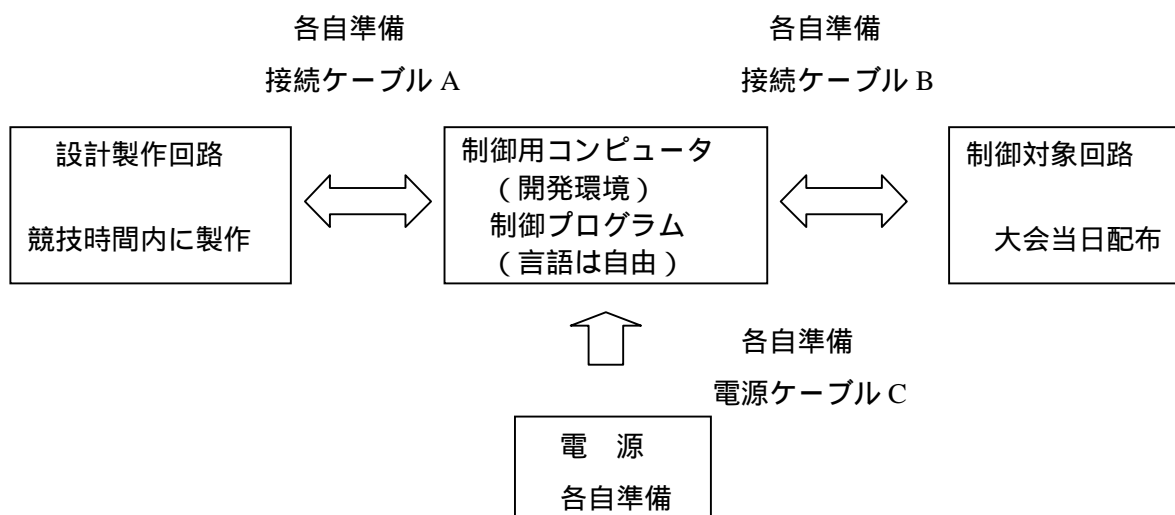 各自準備
接続ケーブル A
各自準備
接続ケーブル B
設計製作回路
競技時間内に製作
制御用コンピュータ
(開発環境)
制御プログラム
(言語は自由)
制御対象回路
大会当日配布
各自準備
電源ケーブル C
電　源
各自準備